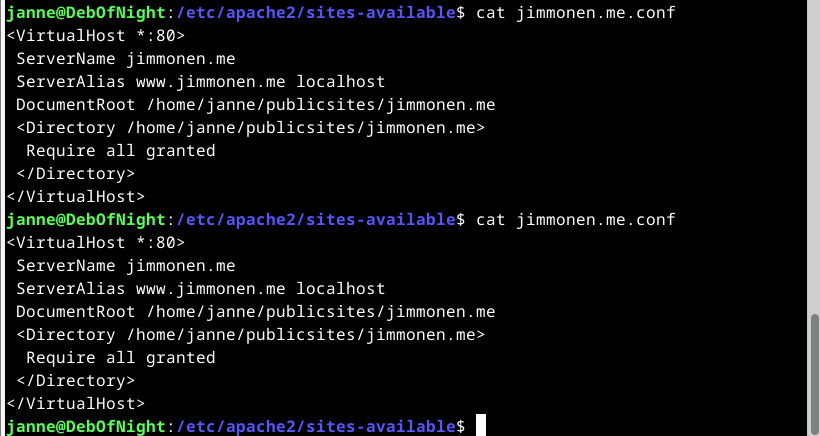 janne@DebOfNight:/etc/apache2/sites-available$ cat jimmonen.me.conf
<VirtualHost *:80>
 ServerName jimmonen.me
 ServerAlias www.jimmonen.me localhost
 DocumentRoot /home/janne/publicsites/jimmonen.me
 <Directory /home/janne/publicsites/jimmonen.me>
  Require all granted
 </Directory>
</VirtualHost>
janne@DebOfNight:/etc/apache2/sites-available$ cat jimmonen.me.conf
<VirtualHost *:80>
 ServerName jimmonen.me
 ServerAlias www.jimmonen.me localhost
 DocumentRoot /home/janne/publicsites/jimmonen.me
 <Directory /home/janne/publicsites/jimmonen.me>
  Require all granted
 </Directory>
</VirtualHost>
janne@DebOfNight:/etc/apache2/sites-available$